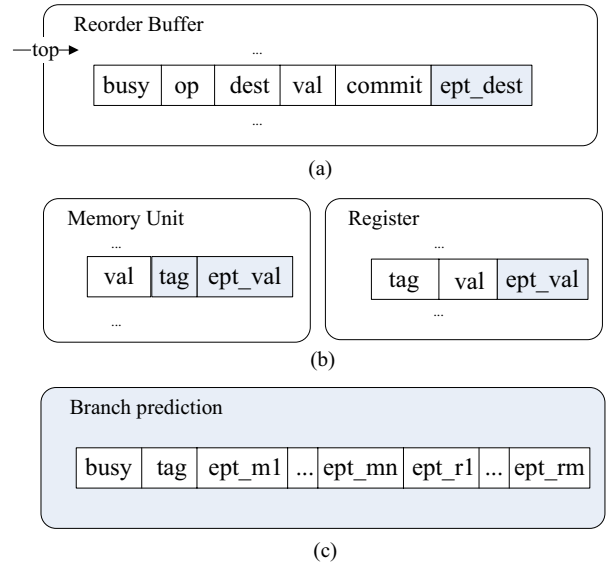 Reorder Buffer
top
...
busy op dest val commit ept_dest
...
(a)
Memory Unit
...
val tag ept_val
...
Register
...
tag val ept_val
...
(b)
Branch prediction
busy tag ept_m1 ... ept_mn ept_r1 ... ept_rm
(c)